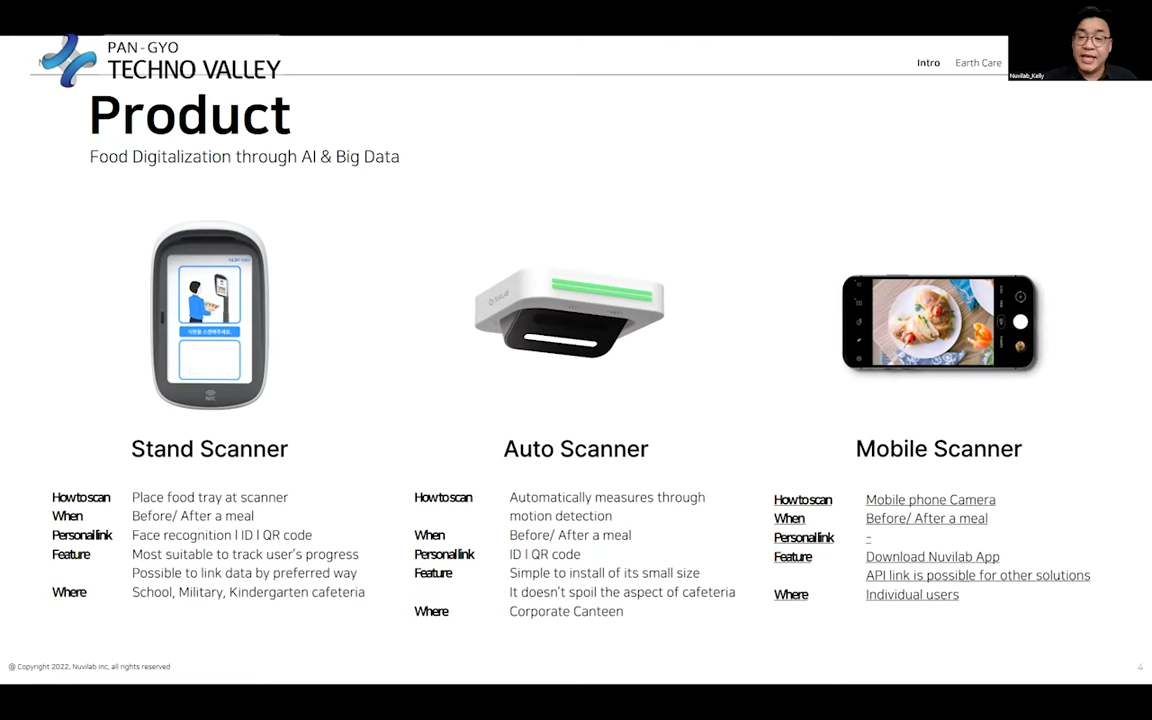 PAN-GYO
TECHNO VALLEY
Intro
Earth Care
Nuvilab_Kelly
Product
Food Digitalization through AI & Big Data
NFC
NUVILAB
Stand Scanner
How to scan Place food tray at scanner
When Before/ After a meal
Personal link Face recognition l ID l QR code
Feature Most suitable to track user's progress
Possible to link data by preferred way
Where School, Military, Kindergarten cafeteria
Auto Scanner
How to scan Automatically measures through
motion detection
When Before/ After a meal
Personal link ID l QR code
Feature Simple to install of its small size
It doesn't spoil the aspect of cafeteria
Where Corporate Canteen
Mobile Scanner
How to scan Mobile phone Camera
When Before/ After a meal
Personal link -
Feature Download Nuvilab App
API link is possible for other solutions
Where Individual users
@ Copyright 2022, Nuvilab inc, all rights reserved
4